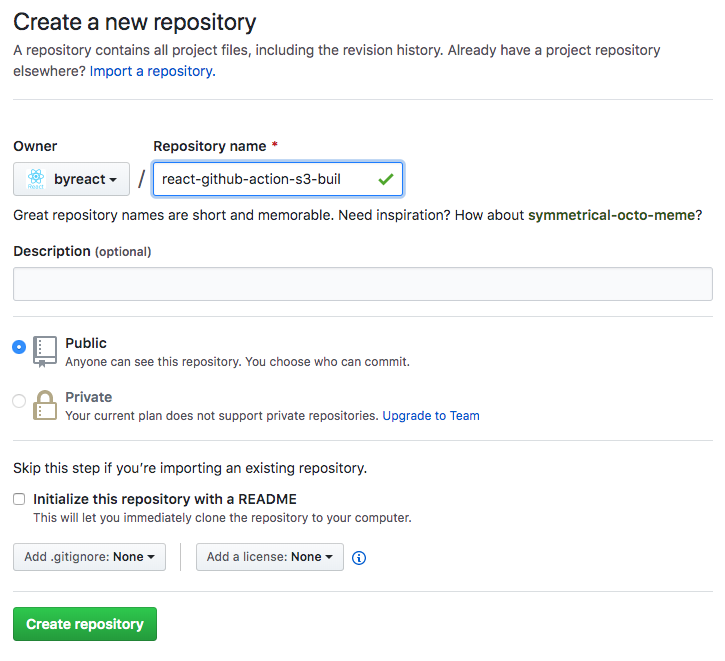 Create a new repository
A repository contains all project files, including the revision history. Already have a project repository
elsewhere? Import a repository.
Owner
Repository name *
React
byreact
/
react-github-action-s3-buil
Great repository names are short and memorable. Need inspiration? How about symmetrical-octo-meme?
Description (optional)
Public
Anyone can see this repository. You choose who can commit.
Private
Your current plan does not support private repositories. Upgrade to Team
Skip this step if you’re importing an existing repository.
Initialize this repository with a README
This will let you immediately clone the repository to your computer.
Add .gitignore: None
Add a license: None
Create repository